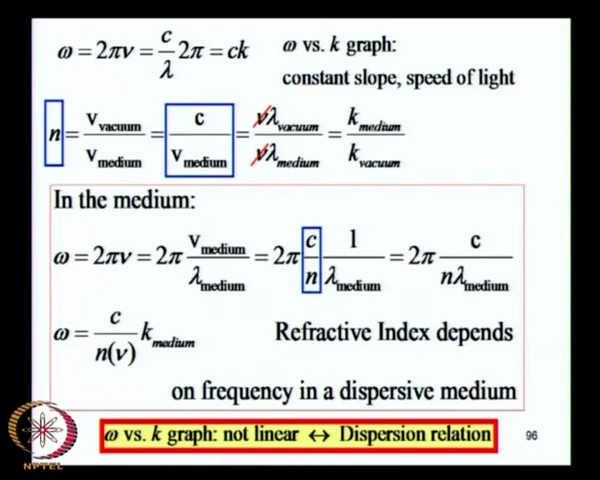 ω = 2πν = c/λ 2π = ck
ω vs. k graph:
constant slope, speed of light
n = v_vacuum/v_medium = c/v_medium = νλ_vacuum/νλ_medium = k_medium/k_vacuum
In the medium:
ω = 2πν = 2π v_medium/λ_medium = 2π c/n 1/λ_medium = 2π c/nλ_medium
ω = c/n(ν) k_medium
Refractive Index depends
on frequency in a dispersive medium
ω vs. k graph: not linear ↔ Dispersion relation
96
NPTEL